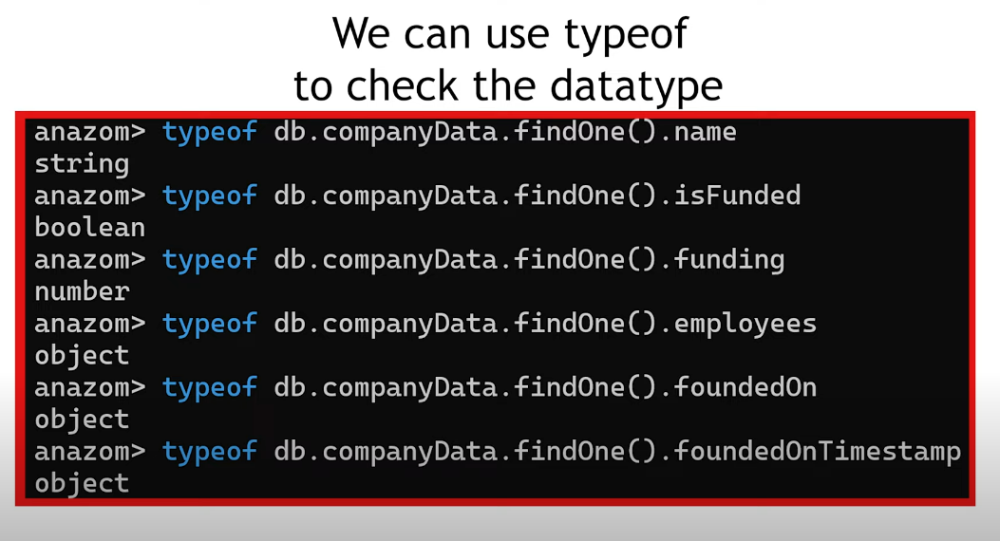 We can use typeof
to check the datatype
anazom> typeof db.companyData.findOne().name
string
anazom> typeof db.companyData.findOne().isFunded
boolean
anazom> typeof db.companyData.findOne().funding
number
anazom> typeof db.companyData.findOne().employees
object
anazom> typeof db.companyData.findOne().foundedOn
object
anazom> typeof db.companyData.findOne().foundedOnTimestamp
object